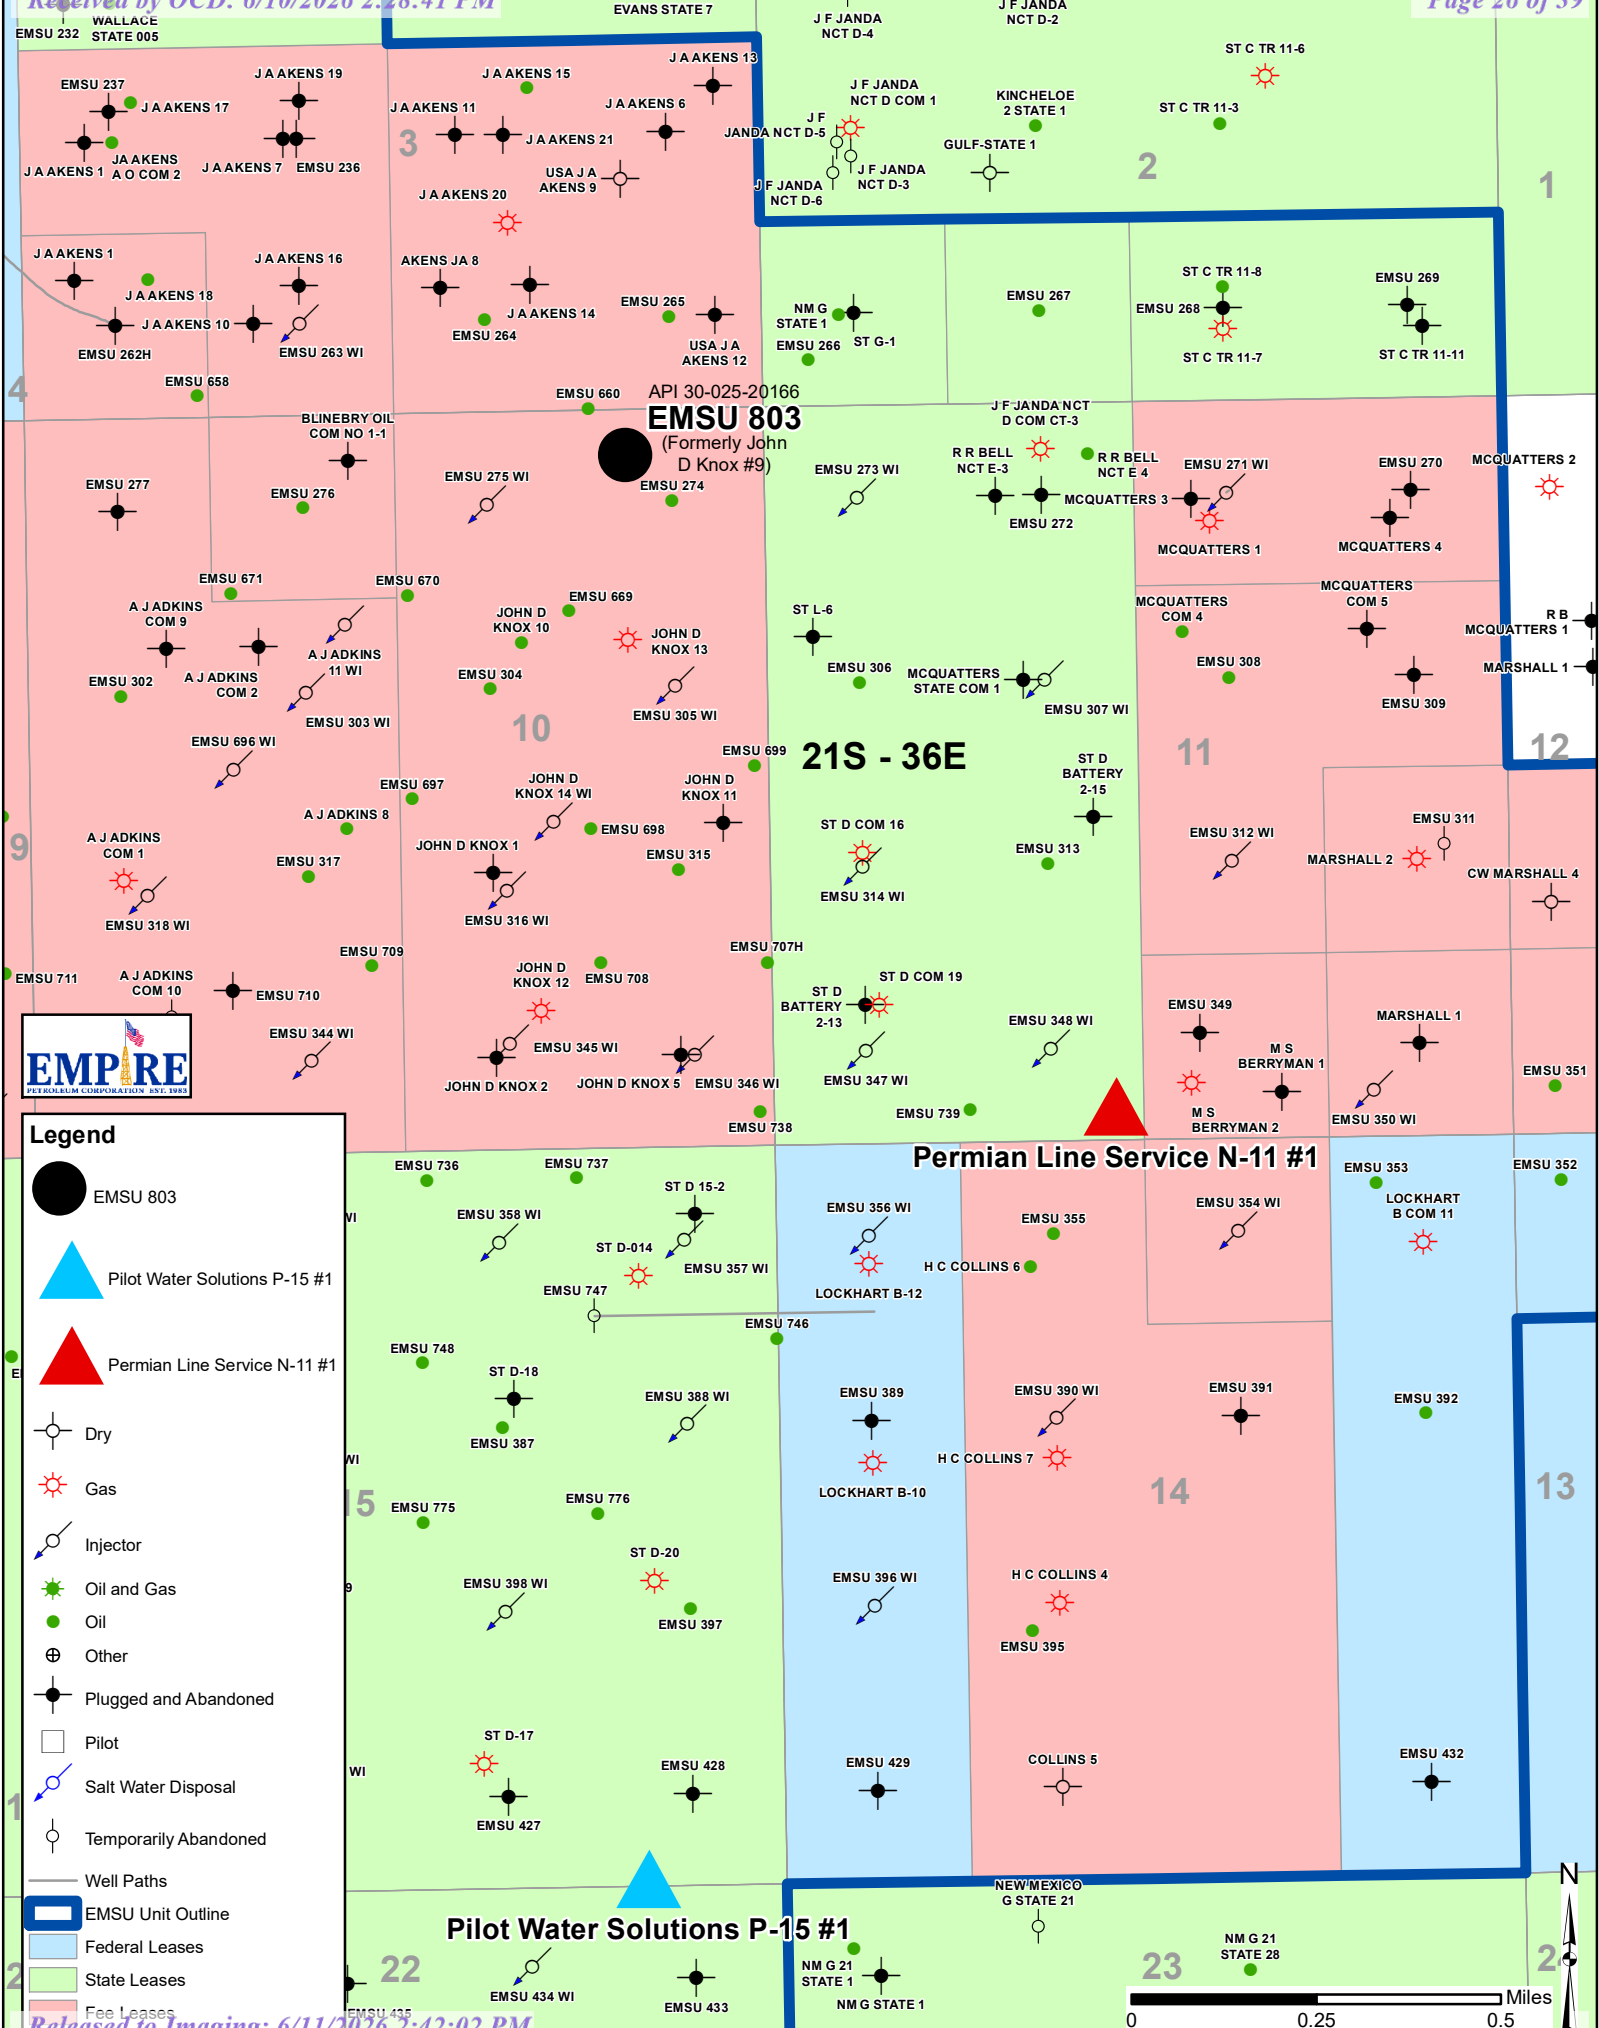 Received by OCD: 6/10/2026 2:28:41 PM
Page 26 of 39
EMSU 232
WALLACE
STATE 005
EVANS STATE 7
J F JANDA
NCT D-4
J F JANDA
NCT D-2
ST C TR 11-6
EMSU 237
J A AKENS 17
J A AKENS 19
J A AKENS 15
J A AKENS 13
J A AKENS 11
J A AKENS 6
J F JANDA
NCT D COM 1
KINCHELOE
2 STATE 1
ST C TR 11-3
J F
JANDA NCT D-5
3
J A AKENS 21
GULF-STATE 1
2
J A AKENS 1
JA AKENS
A O COM 2
J A AKENS 7
EMSU 236
USA J A
AKENS 9
J F JANDA
NCT D-3
J F JANDA
NCT D-6
1
J A AKENS 20
J A AKENS 1
J A AKENS 16
AKENS JA 8
ST C TR 11-8
EMSU 269
J A AKENS 18
EMSU 265
NM G
STATE 1
EMSU 267
EMSU 268
J A AKENS 10
J A AKENS 14
EMSU 264
EMSU 262H
EMSU 263 WI
USA J A
AKENS 12
EMSU 266
ST G-1
ST C TR 11-7
ST C TR 11-11
4
EMSU 658
EMSU 660
API 30-025-20166
EMSU 803
(Formerly John
D Knox #9)
J F JANDA NCT
D COM CT-3
BLINEBRY OIL
COM NO 1-1
R R BELL
NCT E-3
R R BELL
NCT E 4
EMSU 271 WI
EMSU 270
MCQUATTERS 2
EMSU 277
EMSU 276
EMSU 275 WI
EMSU 274
EMSU 273 WI
MCQUATTERS 3
EMSU 272
MCQUATTERS 1
MCQUATTERS 4
EMSU 671
EMSU 670
EMSU 669
A J ADKINS
COM 9
JOHN D
KNOX 10
JOHN D
KNOX 13
ST L-6
MCQUATTERS
COM 4
MCQUATTERS
COM 5
R B
MCQUATTERS 1
A J ADKINS
11 WI
A J ADKINS
COM 2
EMSU 302
EMSU 304
EMSU 306
MCQUATTERS
STATE COM 1
EMSU 308
MARSHALL 1
EMSU 309
EMSU 303 WI
EMSU 305 WI
EMSU 307 WI
10
EMSU 696 WI
EMSU 699
21S - 36E
11
12
EMSU 697
JOHN D
KNOX 14 WI
JOHN D
KNOX 11
ST D
BATTERY
2-15
A J ADKINS 8
EMSU 698
ST D COM 16
EMSU 312 WI
EMSU 311
9
A J ADKINS
COM 1
JOHN D KNOX 1
EMSU 317
EMSU 315
EMSU 313
MARSHALL 2
CW MARSHALL 4
EMSU 314 WI
EMSU 318 WI
EMSU 316 WI
EMSU 709
EMSU 707H
EMSU 711
A J ADKINS
COM 10
EMSU 710
JOHN D
KNOX 12
EMSU 708
ST D COM 19
ST D
BATTERY
2-13
EMSU 349
MARSHALL 1
EMSU 344 WI
EMSU 345 WI
EMSU 348 WI
M S
BERRYMAN 1
JOHN D KNOX 2
JOHN D KNOX 5
EMSU 346 WI
EMSU 347 WI
EMSU 351
EMSU 738
EMSU 739
M S
BERRYMAN 2
EMSU 350 WI
EMPIRE
PETROLEUM CORPORATION EST. 1983
Permian Line Service N-11 #1
EMSU 736
EMSU 737
ST D 15-2
EMSU 353
EMSU 352
WI
EMSU 358 WI
ST D-014
EMSU 357 WI
EMSU 356 WI
EMSU 355
EMSU 354 WI
LOCKHART
B COM 11
H C COLLINS 6
EMSU 747
LOCKHART B-12
EMSU 746
EMSU 748
ST D-18
EMSU 388 WI
EMSU 389
EMSU 390 WI
EMSU 391
EMSU 392
EMSU 387
WI
H C COLLINS 7
LOCKHART B-10
15
EMSU 775
EMSU 776
14
13
ST D-20
EMSU 398 WI
EMSU 397
EMSU 396 WI
H C COLLINS 4
EMSU 395
9
ST D-17
WI
EMSU 428
EMSU 427
EMSU 429
COLLINS 5
EMSU 432
1
Pilot Water Solutions P-15 #1
NEW MEXICO
G STATE 21
NM G 21
STATE 28
22
EMSU 434 WI
EMSU 433
NM G 21
STATE 1
NM G STATE 1
23
2
EMSU 435
N
Miles
0
0.25
0.5
Legend
EMSU 803
Pilot Water Solutions P-15 #1
Permian Line Service N-11 #1
Dry
Gas
Injector
Oil and Gas
Oil
Other
Plugged and Abandoned
Pilot
Salt Water Disposal
Temporarily Abandoned
Well Paths
EMSU Unit Outline
Federal Leases
State Leases
Fee Leases
Released to Imaging: 6/11/2026 2:42:02 PM